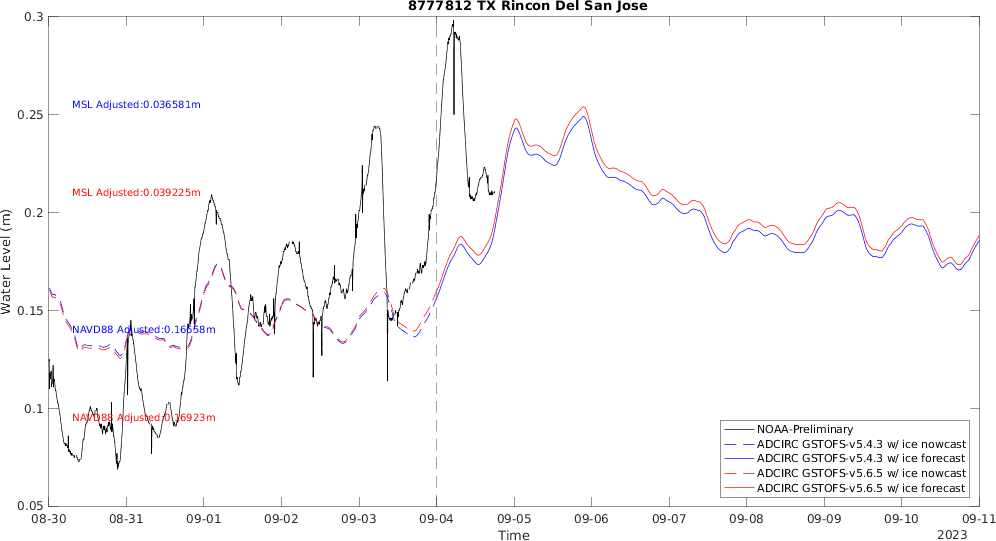 8777812 TX Rincon Del San Jose
0.3
MSL Adjusted:0.036581m
0.25
MSL Adjusted:0.039225m
0.2
Water Level (m)
0.15
NAVD88 Adjusted:0.16658m
0.1
NAVD88 Adjusted:0.16923m
NOAA-Preliminary
ADCIRC GSTOFS-v5.4.3 w/ ice nowcast
ADCIRC GSTOFS-v5.4.3 w/ ice forecast
ADCIRC GSTOFS-v5.6.5 w/ ice nowcast
ADCIRC GSTOFS-v5.6.5 w/ ice forecast
0.05
08-30 08-31 09-01 09-02 09-03 09-04 09-05 09-06 09-07 09-08 09-09 09-10 09-11
Time
2023